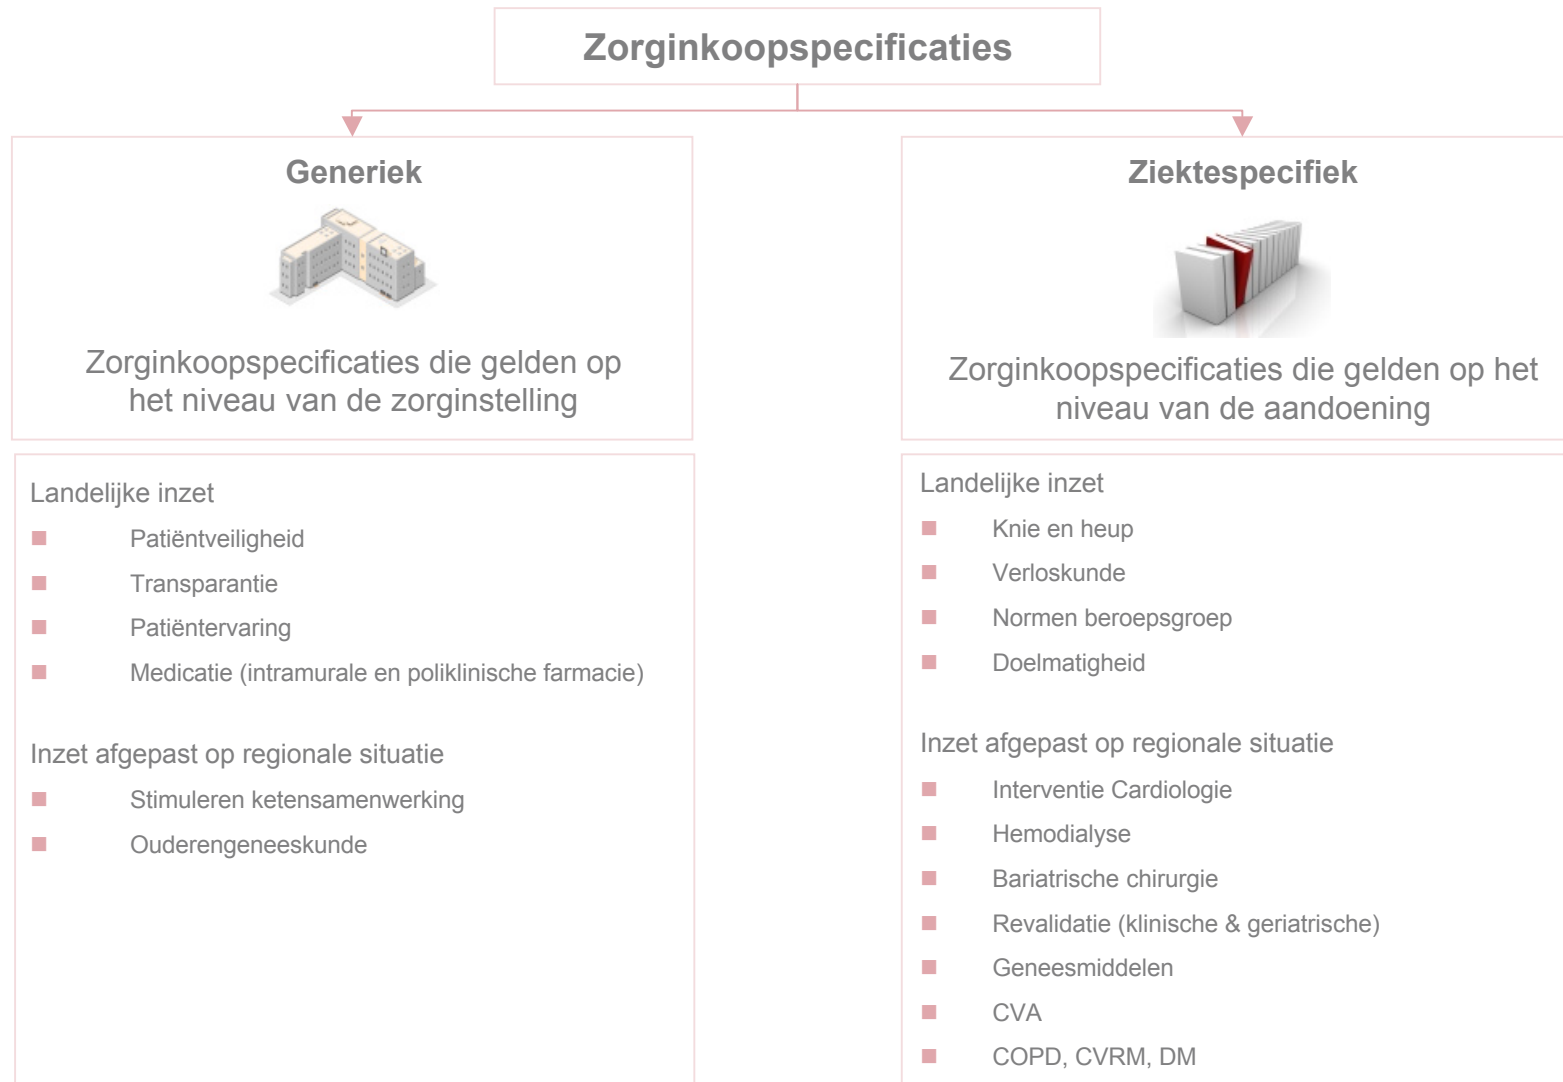 Zorginkoopspecificaties
Generiek
Zorginkoopspecificaties die gelden op
het niveau van de zorginstelling
Landelijke inzet
Patiëntveiligheid
Transparantie
Patiëntervaring
Medicatie (intramurale en poliklinische farmacie)
Inzet afgepast op regionale situatie
Stimuleren ketensamenwerking
Ouderengeneeskunde
Ziektespecifiek
Zorginkoopspecificaties die gelden op het
niveau van de aandoening
Landelijke inzet
Knie en heup
Verloskunde
Normen beroepsgroep
Doelmatigheid
Inzet afgepast op regionale situatie
Interventie Cardiologie
Hemodialyse
Bariatrische chirurgie
Revalidatie (klinische & geriatrische)
Geneesmiddelen
CVA
COPD, CVRM, DM